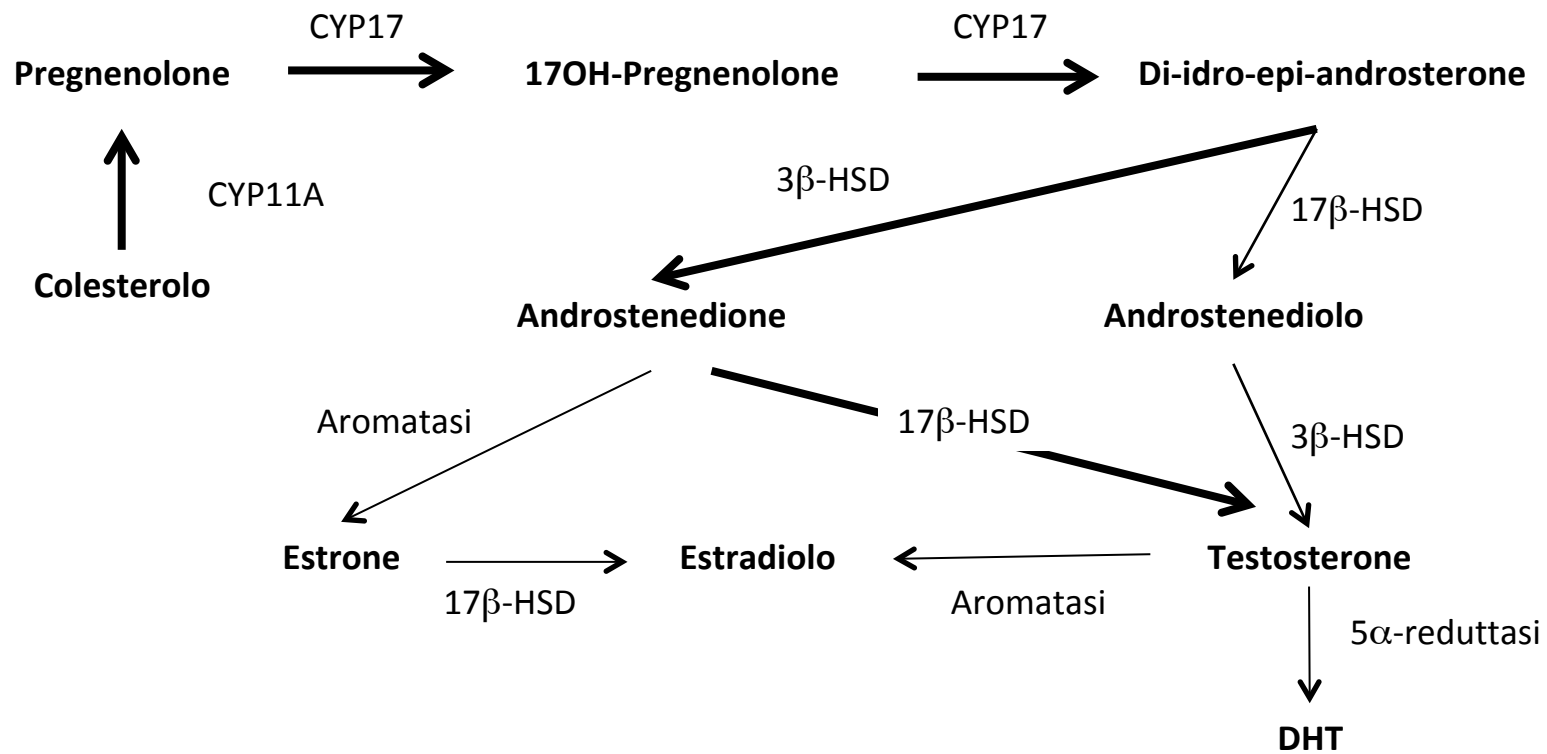 CYP17
CYP17
Pregnenolone
17OH-Pregnenolone
Di-idro-epi-androsterone
3β-HSD
CYP11A
17β-HSD
Colesterolo
Androstenedione
Androstenediolo
Aromatasi
17β-HSD
3β-HSD
Estrone
Estradiolo
Testosterone
17β-HSD
Aromatasi
5α-reduttasi
DHT